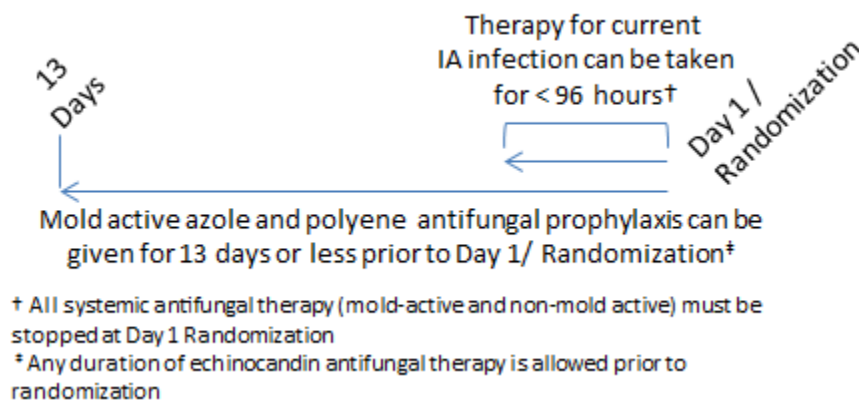 13
Days
Therapy for current
IA infection can be taken
for < 96 hours†
Day 1 /
Randomization
Mold active azole and polyene antifungal prophylaxis can be
given for 13 days or less prior to Day 1/ Randomization‡
† All systemic antifungal therapy (mold-active and non-mold active) must be
stopped at Day 1 Randomization
‡ Any duration of echinocandin antifungal therapy is allowed prior to
randomization